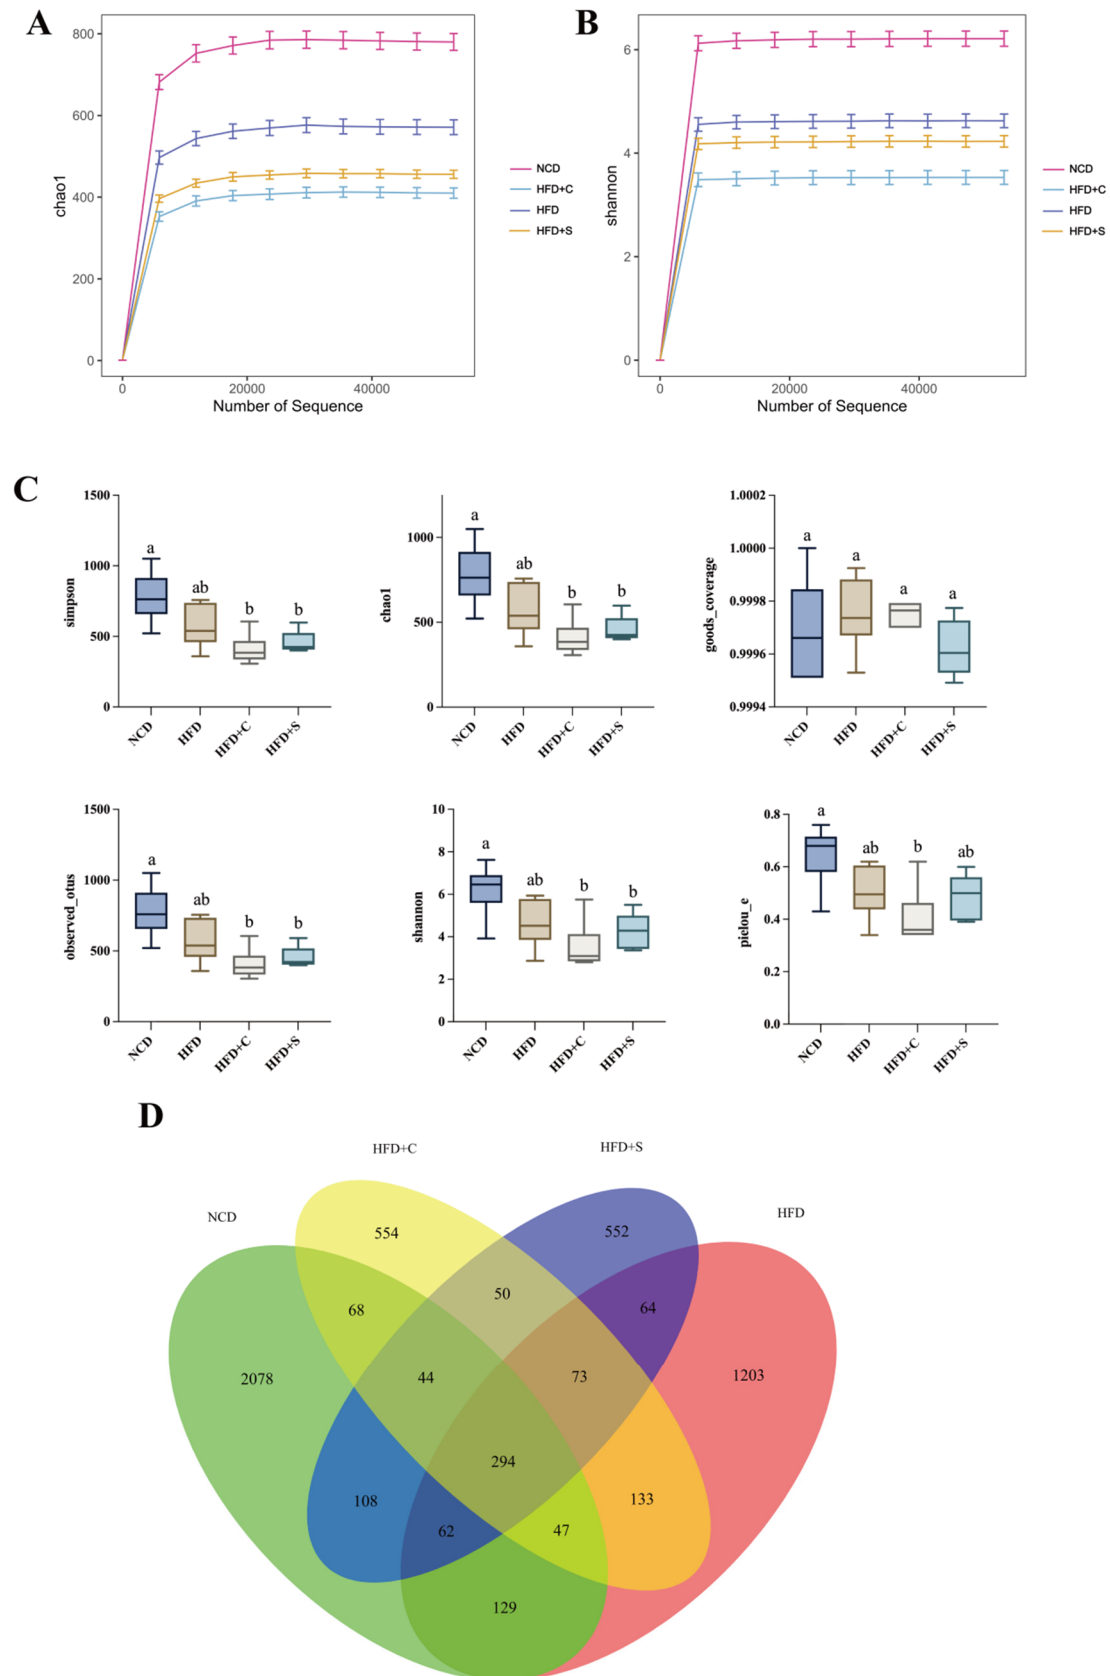 A
800
600
400
200
0
chao1
0
20000
40000
Number of Sequence
NCD
HFD+C
HFD
HFD+S
B
6
4
2
0
shannon
0
20000
40000
Number of Sequence
NCD
HFD+C
HFD
HFD+S
C
1500
1000
500
0
simpson
a
ab
b
b
NCD
HFD
HFD+C
HFD+S
1000
500
0
chao1
a
ab
b
b
NCD
HFD
HFD+C
HFD+S
1.0002
1.0000
0.9998
0.9996
0.9994
goods_coverage
a
a
a
a
NCD
HFD
HFD+C
HFD+S
1500
1000
500
0
observed_otus
a
ab
b
b
NCD
HFD
HFD+C
HFD+S
10
8
6
4
2
0
shannon
a
ab
b
b
NCD
HFD
HFD+C
HFD+S
0.8
0.6
0.4
0.2
0.0
pielou_e
a
ab
b
ab
NCD
HFD
HFD+C
HFD+S
D
HFD+C
HFD+S
NCD
HFD
554
552
50
68
64
2078
44
73
1203
294
108
133
62
47
129